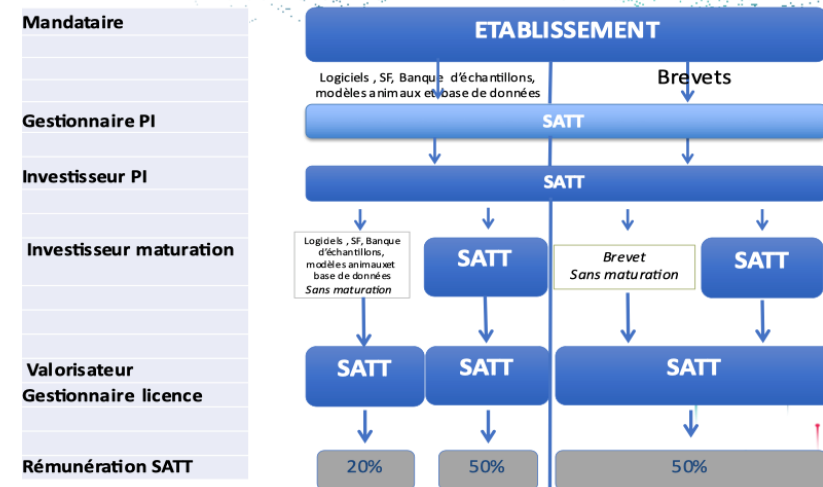 Mandataire
ETABLISSEMENT
Logiciels , SF, Banque d'échantillons,
modèles animaux et base de données
Brevets
Gestionnaire PI
SATT
Investisseur PI
SATT
Investisseur maturation
Logiciels , SF, Banque
d'échantillons,
modèles animauxet
base de données
Sans maturation
SATT
Brevet
Sans maturation
SATT
Valorisateur
SATT
SATT
SATT
Gestionnaire licence
Rémunération SATT
20%
50%
50%